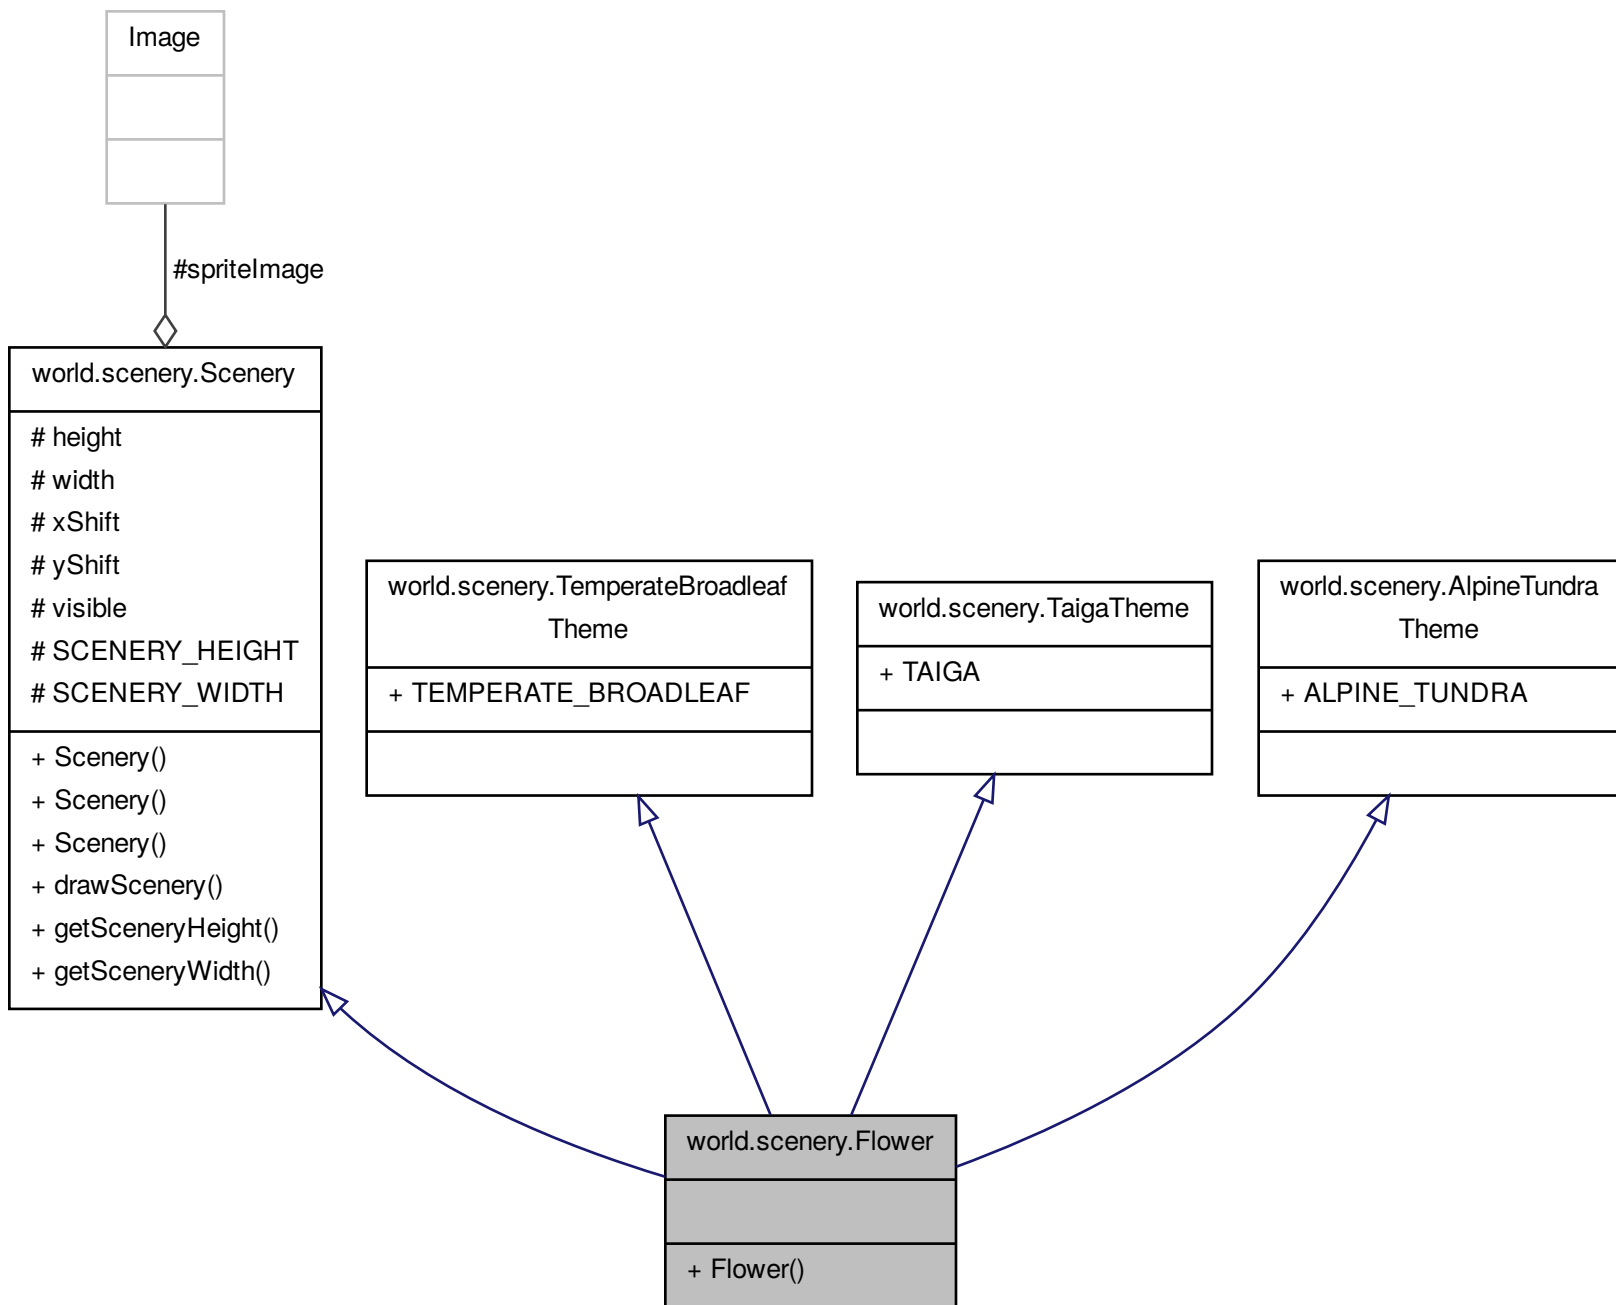 Image
#spriteImage
world.scenery.Scenery
# height
# width
# xShift
# yShift
# visible
# SCENERY_HEIGHT
# SCENERY_WIDTH
+ Scenery()
+ Scenery()
+ Scenery()
+ drawScenery()
+ getSceneryHeight()
+ getSceneryWidth()
world.scenery.TemperateBroadleaf
Theme
+ TEMPERATE_BROADLEAF
world.scenery.TaigaTheme
+ TAIGA
world.scenery.AlpineTundra
Theme
+ ALPINE_TUNDRA
world.scenery.Flower
+ Flower()